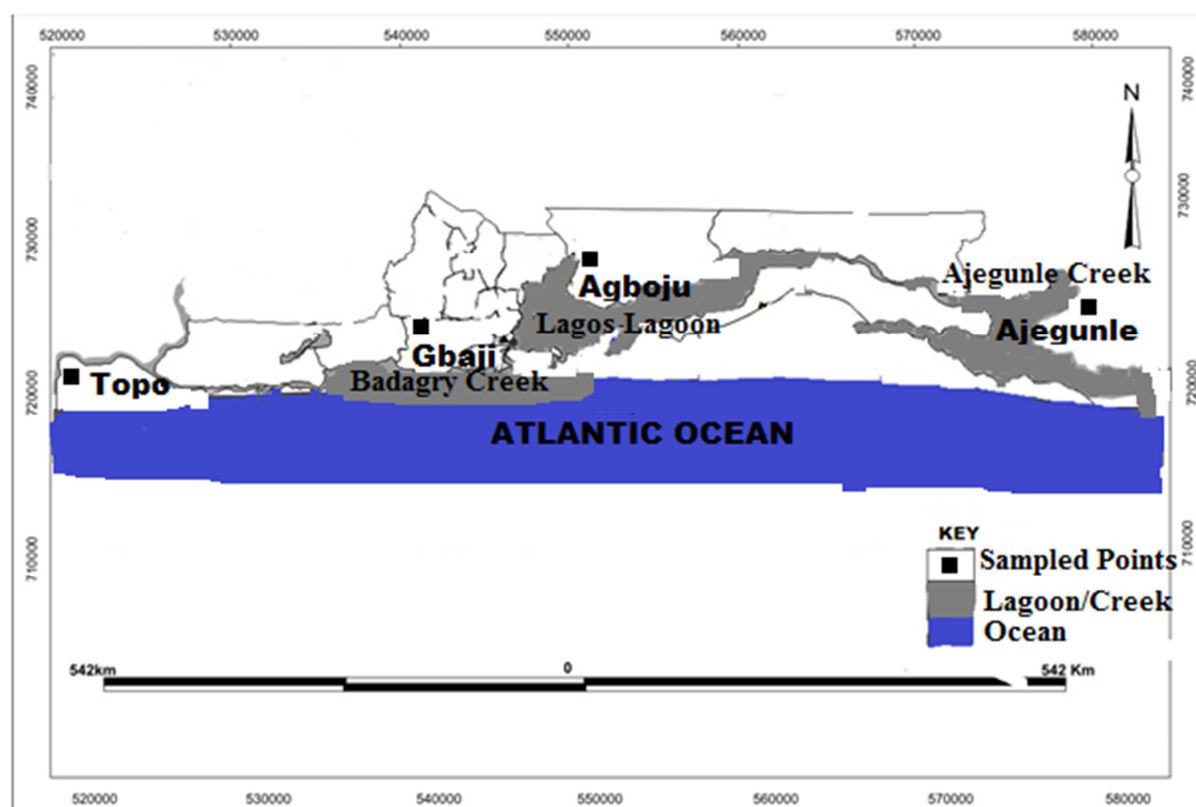 520000 530000 540000 550000 560000 570000 580000
740000
740000
N
730000
730000
Ajegunle Creek
Agboju
Lagos Lagoon
Ajegunle
Gbaji
Topo
Badagry Creek
720000
720000
ATLANTIC OCEAN
KEY
Sampled Points
Lagoon/Creek
Ocean
710000
710000
542km 0 542 Km
520000 530000 540000 550000 560000 570000 580000